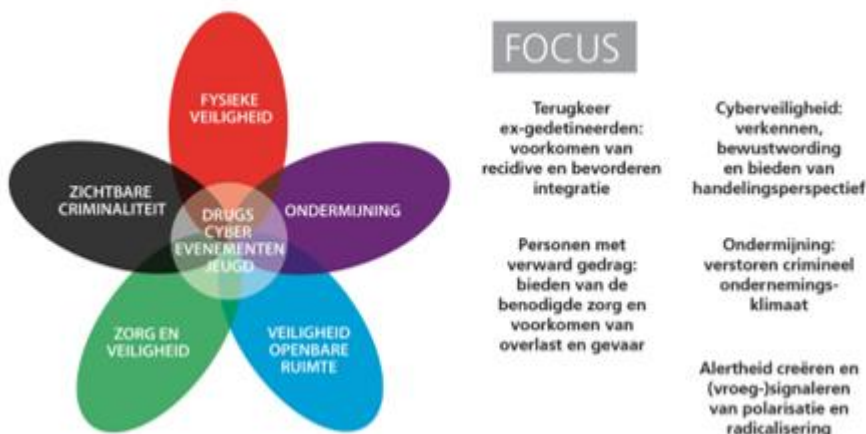 FYSIEKE
VEILIGHEID
ZICHTBARE
CRIMINALITEIT
ONDERMIJNING
DRUGS
CYBER
EVENEMENTEN
JEUGD
ZORG EN
VEILIGHEID
VEILIGHEID
OPENBARE
RUIMTE
FOCUS
Terugkeer
ex-gedetineerden:
voorkomen van
recidive en bevorderen
integratie
Cyberveiligheid:
verkennen,
bewustwording
en bieden van
handelingsperspectief
Personen met
verward gedrag:
bieden van de
benodigde zorg en
voorkomen van
overlast en gevaar
Ondermijning:
verstoren crimineel
ondernemings-
klimaat
Alertheid creëren en
(vroeg-)signaleren
van polarisatie en
radicalisering